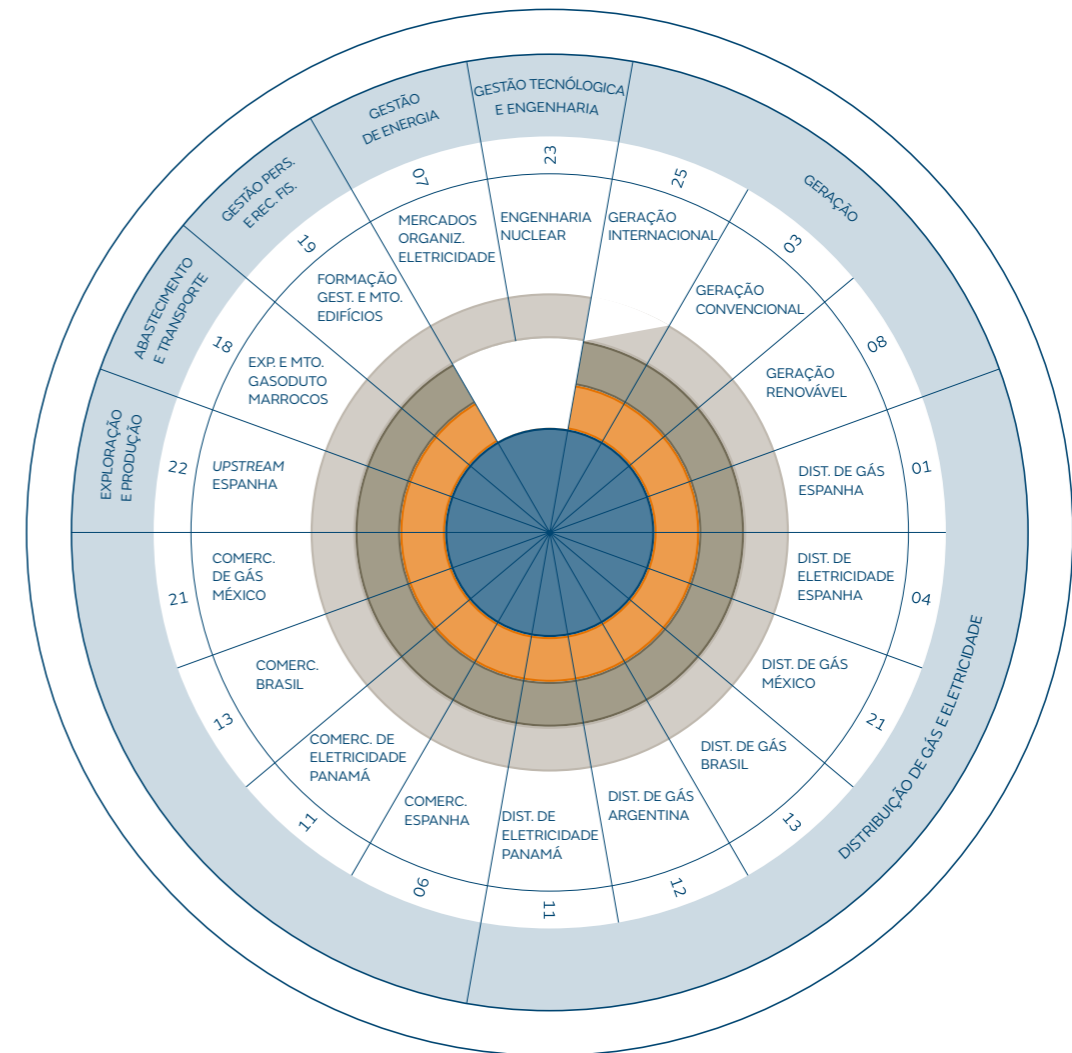 GESTÃO TECNÓLOGICA
E ENGENHARIA
23
ENGENHARIA
NUCLEAR
GERAÇÃO
25
GERAÇÃO
INTERNACIONAL
03
GERAÇÃO
CONVENCIONAL
08
GERAÇÃO
RENOVÁVEL
DISTRIBUIÇÃO DE GÁS E ELETRICIDADE
01
DIST. DE GÁS
ESPANHA
04
DIST. DE
ELETRICIDADE
ESPANHA
21
DIST. DE GÁS
MÉXICO
13
DIST. DE GÁS
BRASIL
12
DIST. DE GÁS
ARGENTINA
11
DIST. DE
ELETRICIDADE
PANAMÁ
06
COMERC.
ESPANHA
11
COMERC. DE
ELETRICIDADE
PANAMÁ
13
COMERC.
BRASIL
21
COMERC.
DE GÁS
MÉXICO
EXPLORAÇÃO
E PRODUÇÃO
22
UPSTREAM
ESPANHA
ABASTECIMENTO
E TRANSPORTE
18
EXP. E MTO.
GASODUTO
MARROCOS
GESTÃO PERS.
E REC. FIS.
19
FORMAÇÃO
GEST. E MTO.
EDIFÍCIOS
GESTÃO
DE ENERGIA
07
MERCADOS
ORGANIZ.
ELETRICIDADE